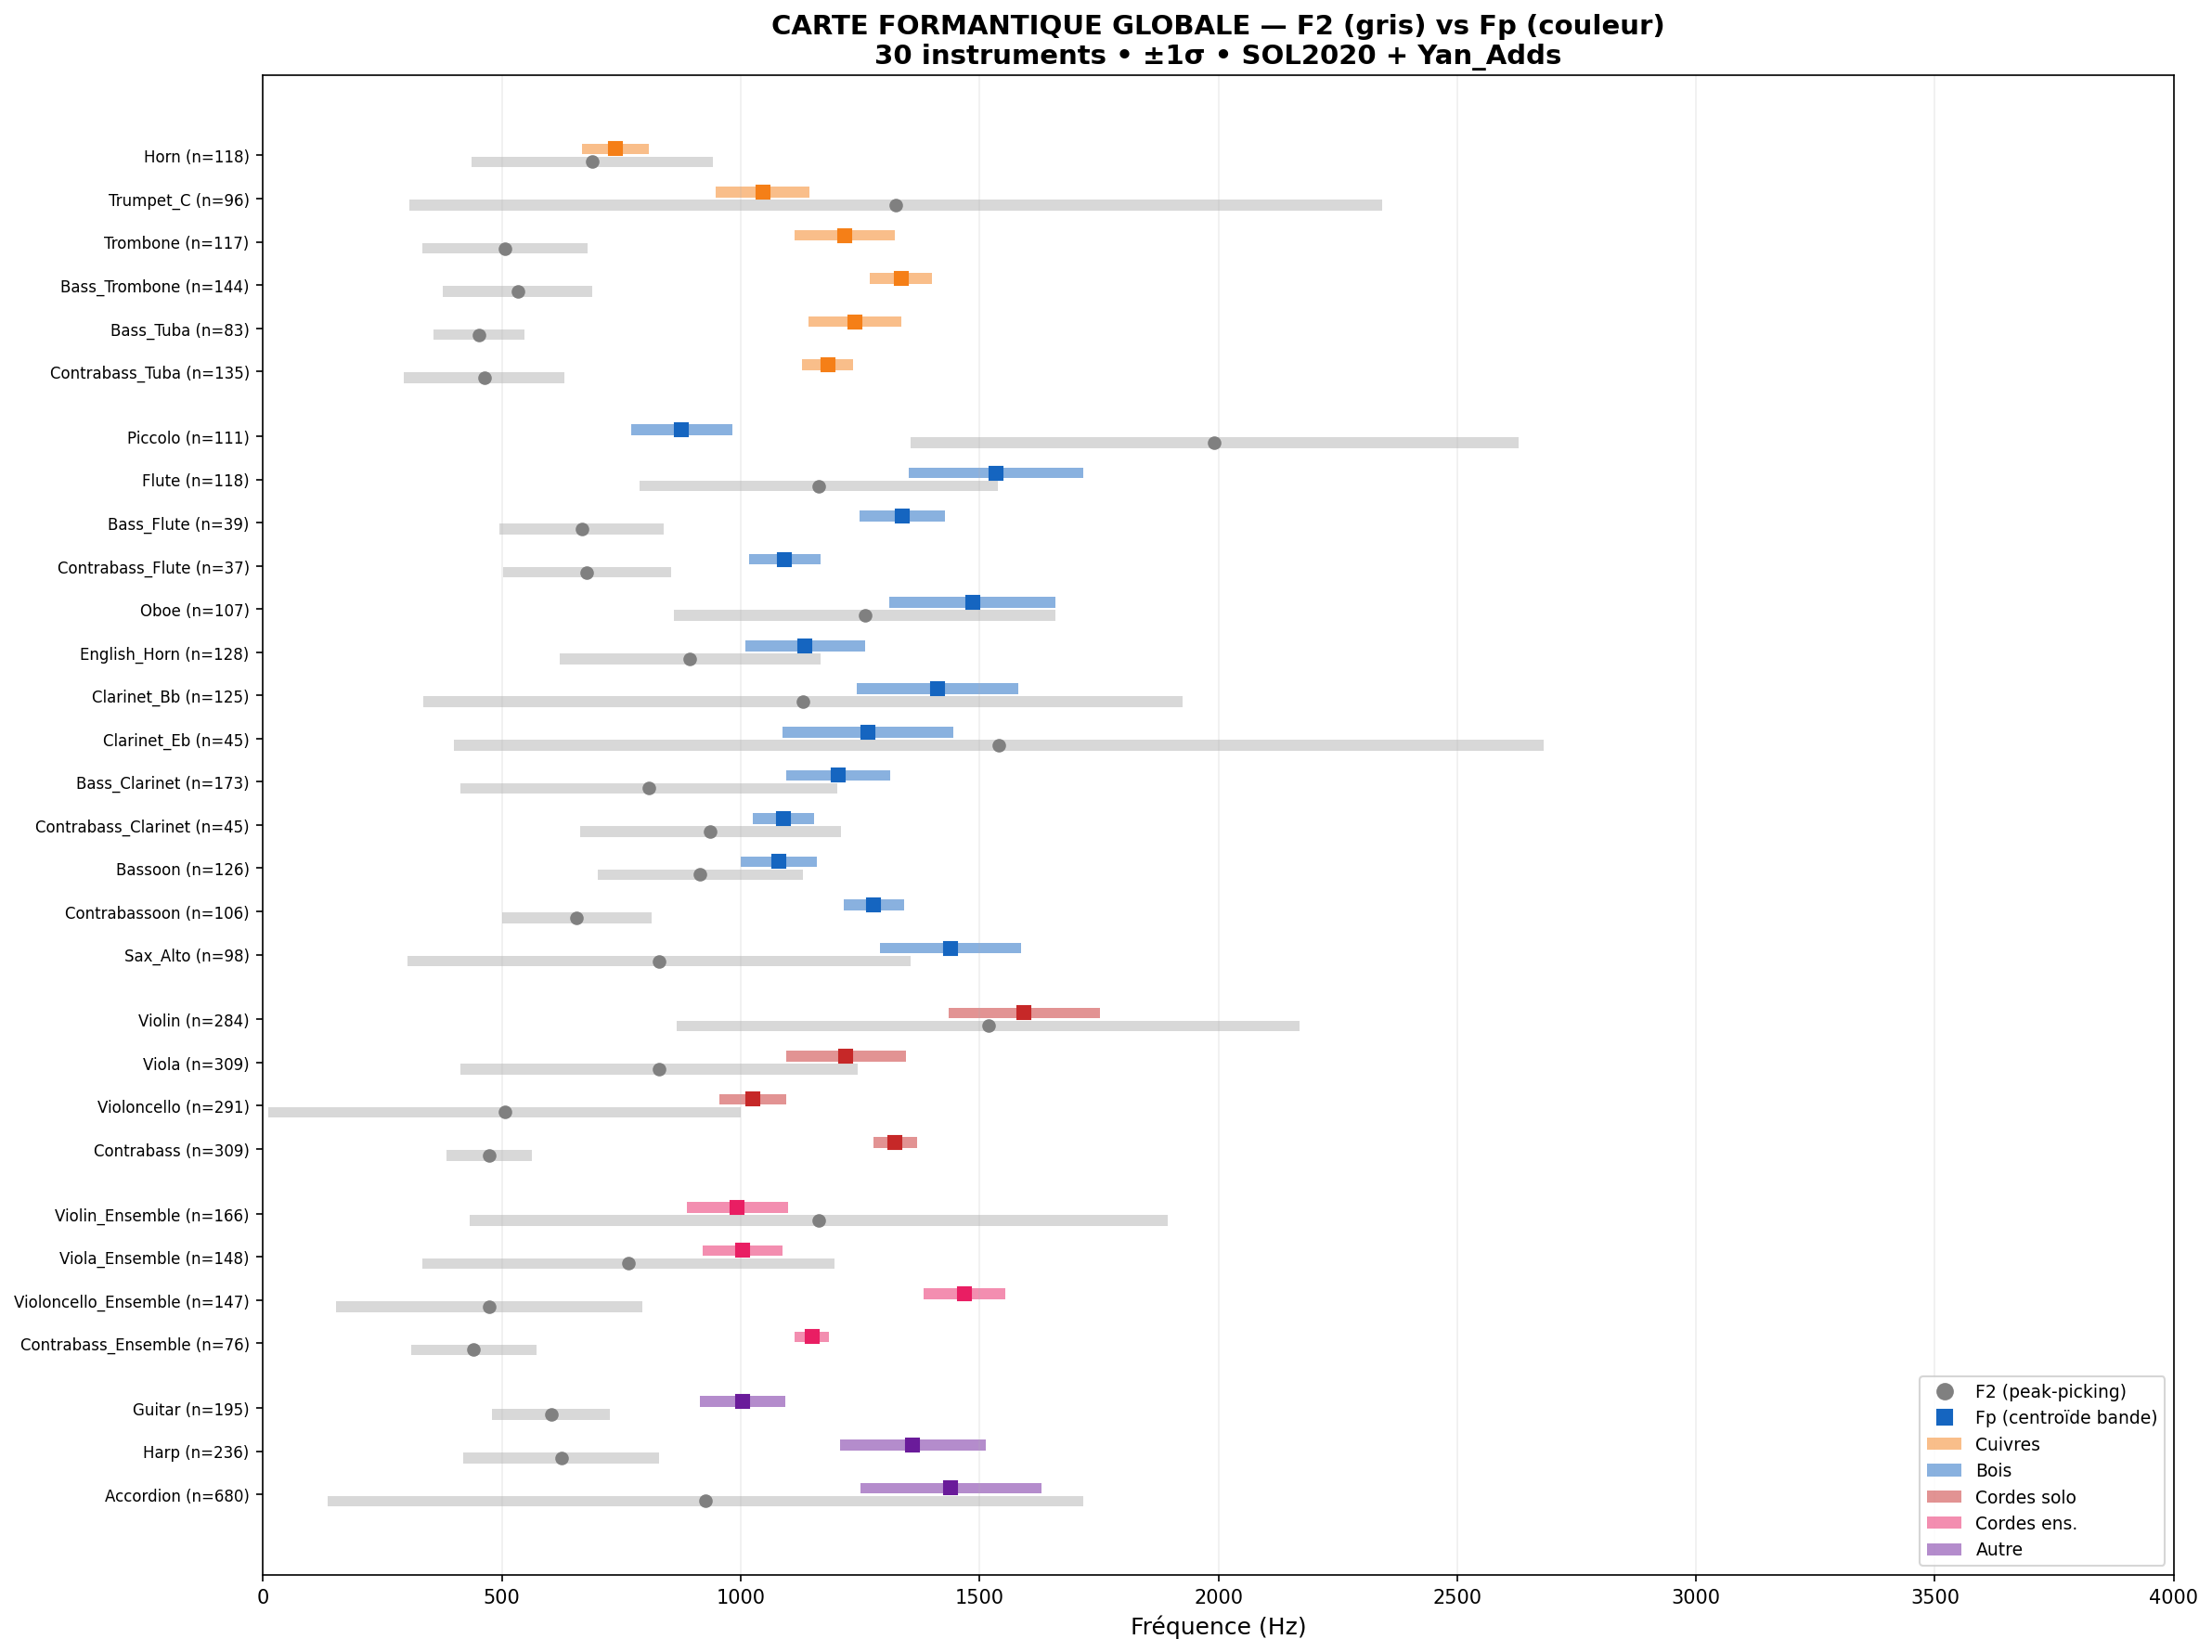 CARTE FORMANTIQUE GLOBALE — F2 (gris) vs Fp (couleur)
30 instruments • ±1σ • SOL2020 + Yan_Adds
Horn (n=118)
Trumpet_C (n=96)
Trombone (n=117)
Bass_Trombone (n=144)
Bass_Tuba (n=83)
Contrabass_Tuba (n=135)
Piccolo (n=111)
Flute (n=118)
Bass_Flute (n=39)
Contrabass_Flute (n=37)
Oboe (n=107)
English_Horn (n=128)
Clarinet_Bb (n=125)
Clarinet_Eb (n=45)
Bass_Clarinet (n=173)
Contrabass_Clarinet (n=45)
Bassoon (n=126)
Contrabassoon (n=106)
Sax_Alto (n=98)
Violin (n=284)
Viola (n=309)
Violoncello (n=291)
Contrabass (n=309)
Violin_Ensemble (n=166)
Viola_Ensemble (n=148)
Violoncello_Ensemble (n=147)
Contrabass_Ensemble (n=76)
Guitar (n=195)
Harp (n=236)
Accordion (n=680)
F2 (peak-picking)
Fp (centroïde bande)
Cuivres
Bois
Cordes solo
Cordes ens.
Autre
0 500 1000 1500 2000 2500 3000 3500 4000
Fréquence (Hz)